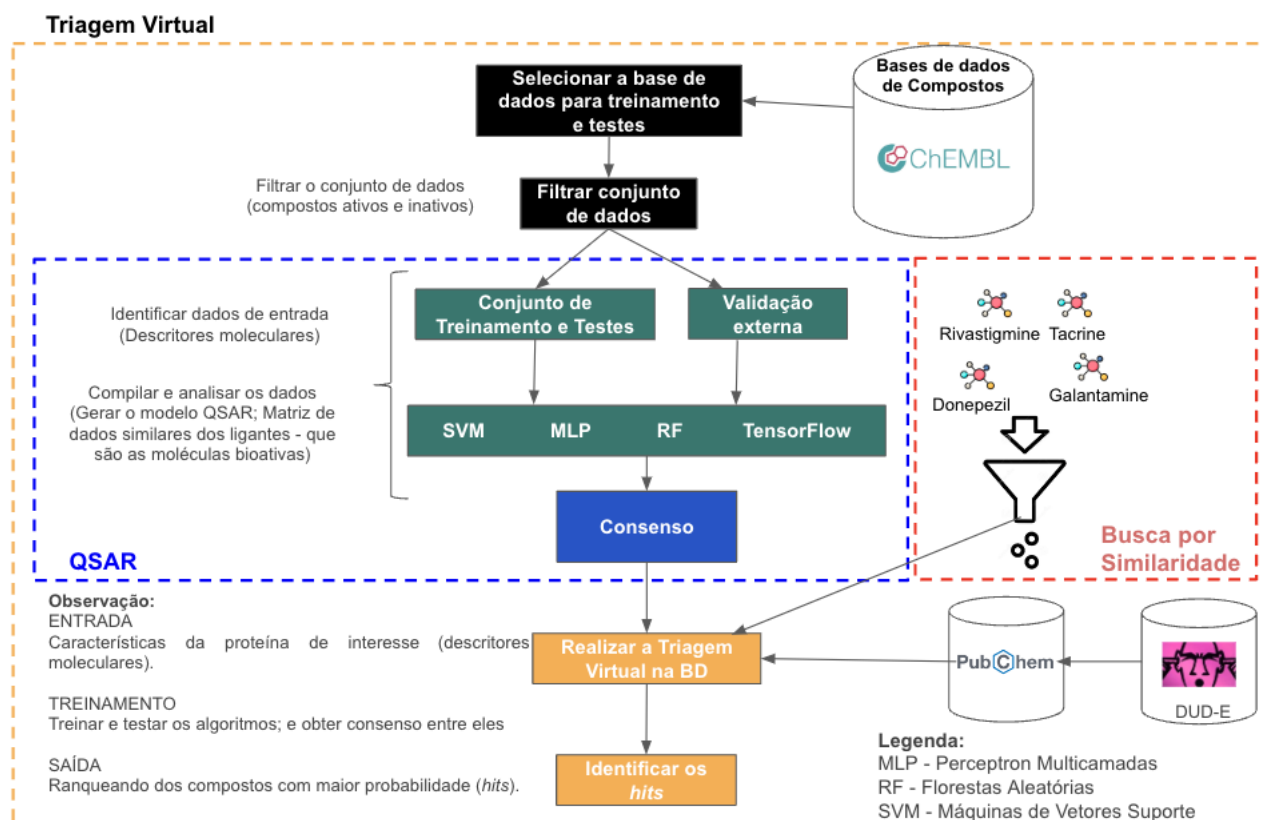 Triagem Virtual
Selecionar a base de
dados para treinamento
e testes
Bases de dados
de Compostos
ChEMBL
Filtrar o conjunto de dados
(compostos ativos e inativos)
Filtrar conjunto
de dados
Identificar dados de entrada
(Descritores moleculares)
Conjunto de
Treinamento e Testes
Validação
externa
Compilar e analisar os dados
(Gerar o modelo QSAR; Matriz de
dados similares dos ligantes - que
são as moléculas bioativas)
SVM MLP RF TensorFlow
Consenso
QSAR
Rivastigmine Tacrine
Donepezil Galantamine
Busca por
Similaridade
Observação:
ENTRADA
Características da proteína de interesse (descritores
moleculares).
TREINAMENTO
Treinar e testar os algoritmos; e obter consenso entre eles
SAÍDA
Ranqueando dos compostos com maior probabilidade (hits).
Realizar a Triagem
Virtual na BD
Identificar os
hits
PubChem
DUD-E
Legenda:
MLP - Perceptron Multicamadas
RF - Florestas Aleatórias
SVM - Máquinas de Vetores Suporte